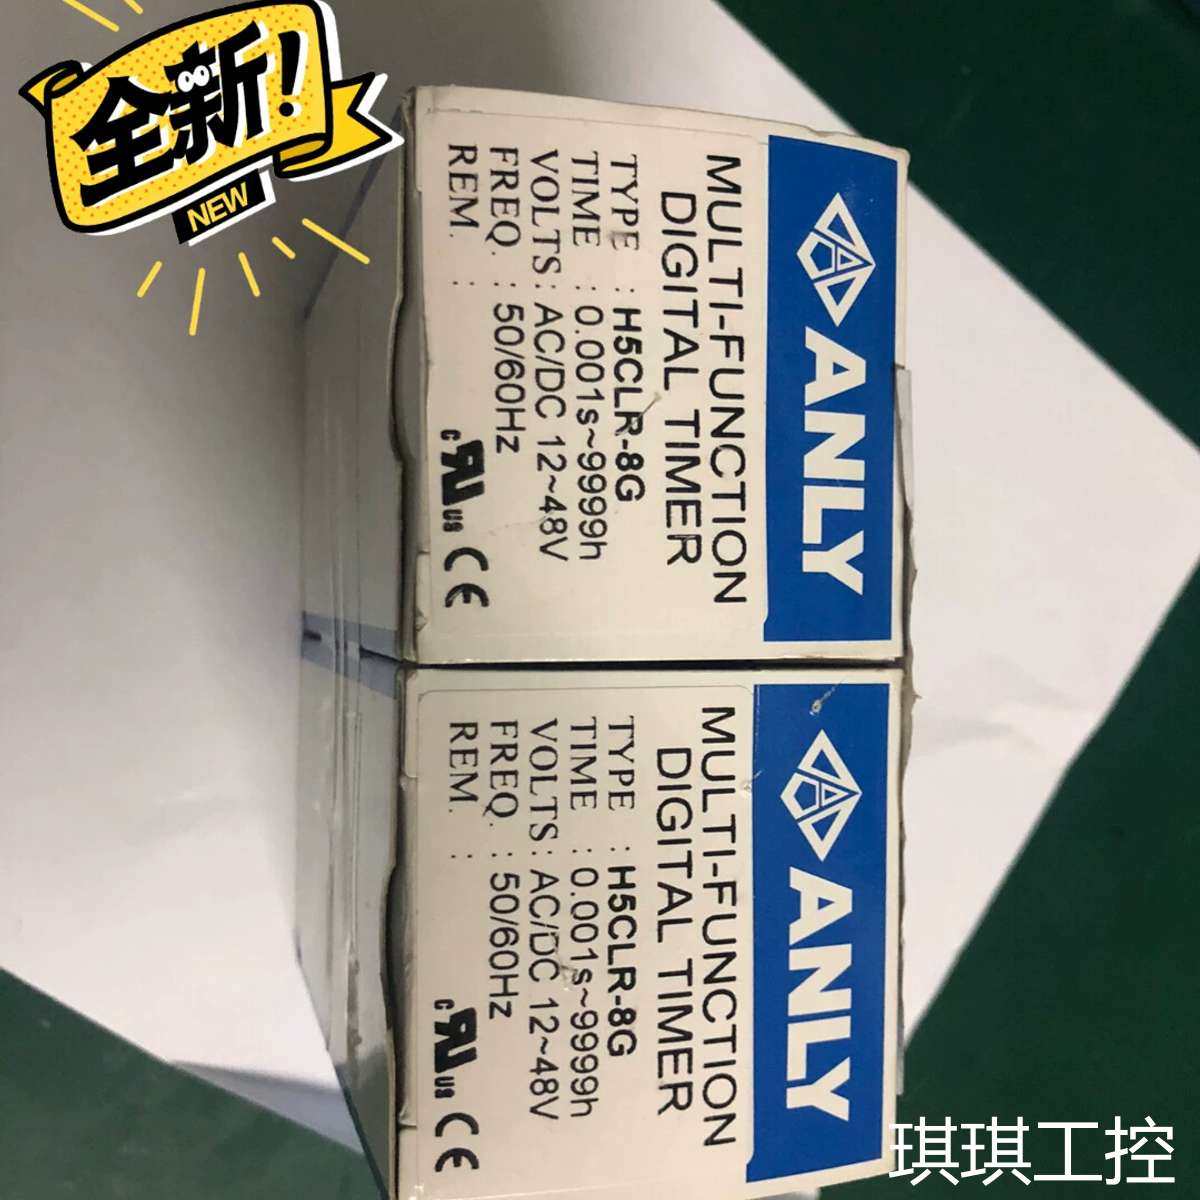 全新!
NEW
ANLY
MULTI-FUNCTION
DIGITAL TIMER
TYPE : H5CLR-8G
TIME : 0.001s~9999h
VOLTS : AC/DC 12~48V
FREQ. : 50/60Hz
REM. :
c RU us CE
ANLY
MULTI-FUNCTION
DIGITAL TIMER
TYPE : H5CLR-8G
TIME : 0.001s~9999h
VOLTS : AC/DC 12~48V
FREQ. : 50/60Hz
REM. :
c RU us CE
琪琪工控